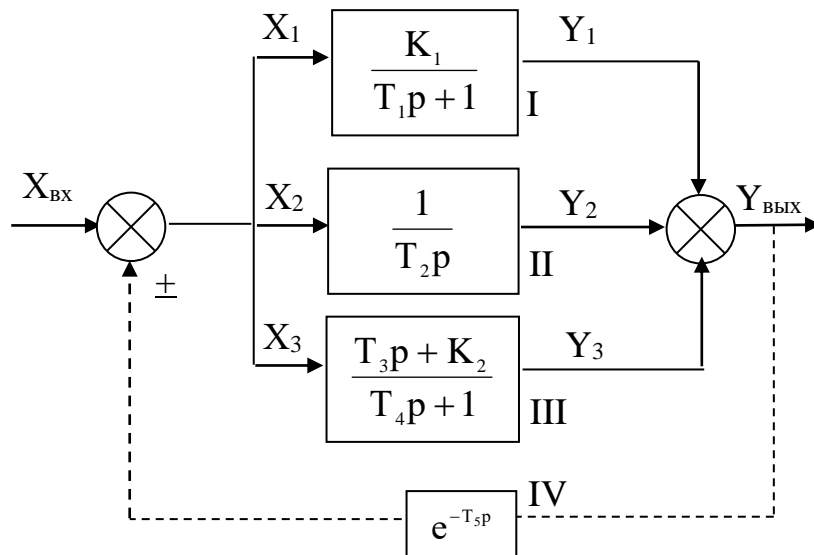 X₁
K₁
T₁p + 1
Y₁
I
Xвх
X₂
1
T₂p
Y₂
II
Yвых
±
X₃
T₃p + K₂
T₄p + 1
Y₃
III
IV
e^{-T₅p}